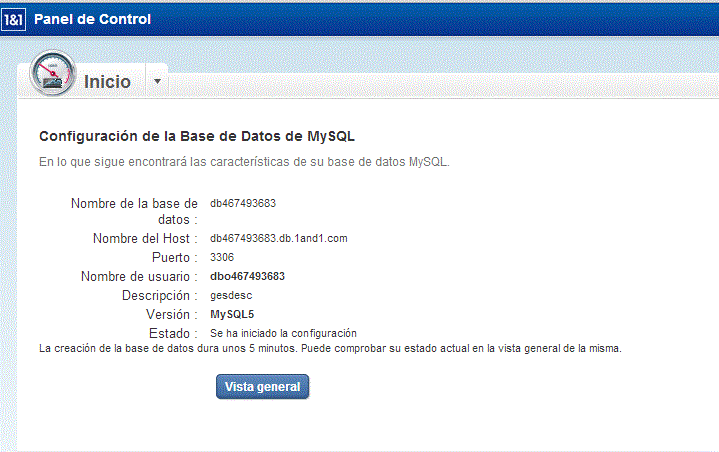 1&1 Panel de Control
Inicio
Configuración de la Base de Datos de MySQL
En lo que sigue encontrará las características de su base de datos MySQL.
Nombre de la base de datos : db467493683
Nombre del Host : db467493683.db.1and1.com
Puerto : 3306
Nombre de usuario : dbo467493683
Descripción : gesdesc
Versión : MySQL5
Estado : Se ha iniciado la configuración
La creación de la base de datos dura unos 5 minutos. Puede comprobar su estado actual en la vista general de la misma.
Vista general